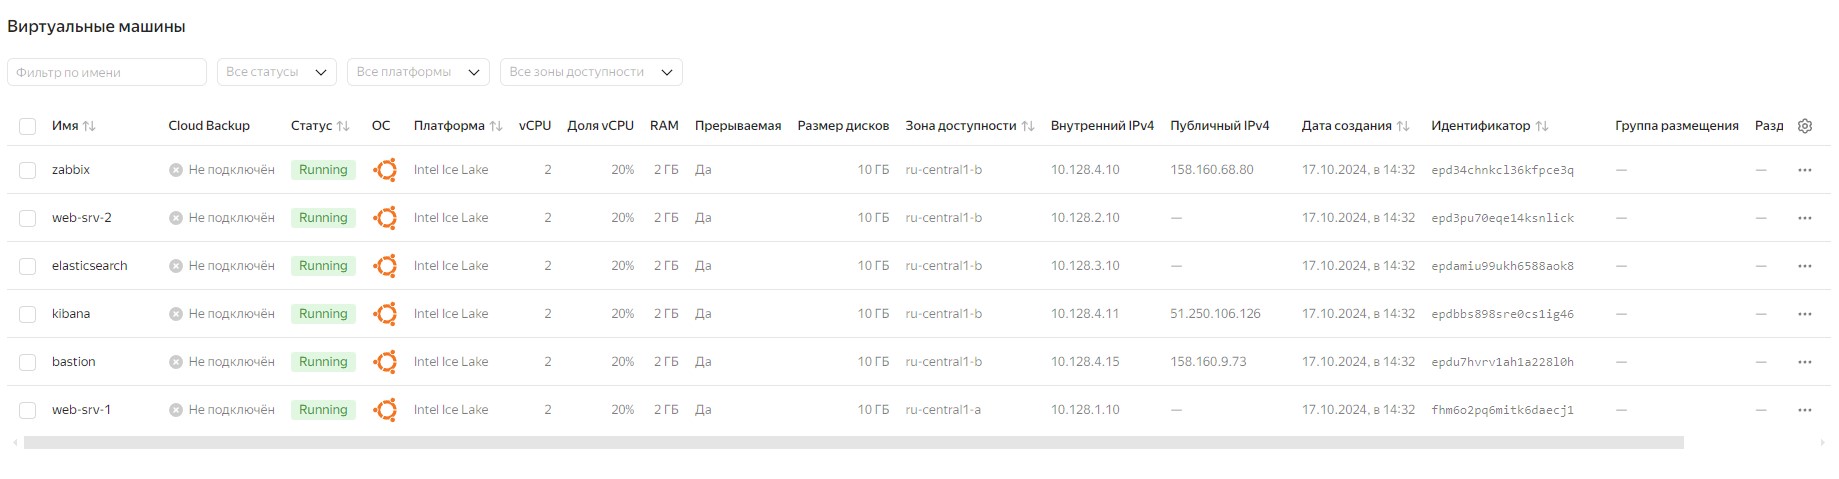 Виртуальные машины
Фильтр по имени Все статусы Все платформы Все зоны доступности
Имя Cloud Backup Статус ОС Платформа vCPU Доля vCPU RAM Прерываемая Размер дисков Зона доступности Внутренний IPv4 Публичный IPv4 Дата создания Идентификатор Группа размещения Разд
zabbix Не подключён Running Intel Ice Lake 2 20% 2 ГБ Да 10 ГБ ru-central1-b 10.128.4.10 158.160.68.80 17.10.2024, в 14:32 epd34chnkcl36kfpce3q — —
web-srv-2 Не подключён Running Intel Ice Lake 2 20% 2 ГБ Да 10 ГБ ru-central1-b 10.128.2.10 — 17.10.2024, в 14:32 epd3pu70eqe14ksnlick — —
elasticsearch Не подключён Running Intel Ice Lake 2 20% 2 ГБ Да 10 ГБ ru-central1-b 10.128.3.10 — 17.10.2024, в 14:32 epdamiu99ukh6588aok8 — —
kibana Не подключён Running Intel Ice Lake 2 20% 2 ГБ Да 10 ГБ ru-central1-b 10.128.4.11 51.250.106.126 17.10.2024, в 14:32 epdbbs898sre0cs1ig46 — —
bastion Не подключён Running Intel Ice Lake 2 20% 2 ГБ Да 10 ГБ ru-central1-b 10.128.4.15 158.160.9.73 17.10.2024, в 14:32 epdu7hvrv1ah1a228l0h — —
web-srv-1 Не подключён Running Intel Ice Lake 2 20% 2 ГБ Да 10 ГБ ru-central1-a 10.128.1.10 — 17.10.2024, в 14:32 fhm6o2pq6mitk6daecj1 — —